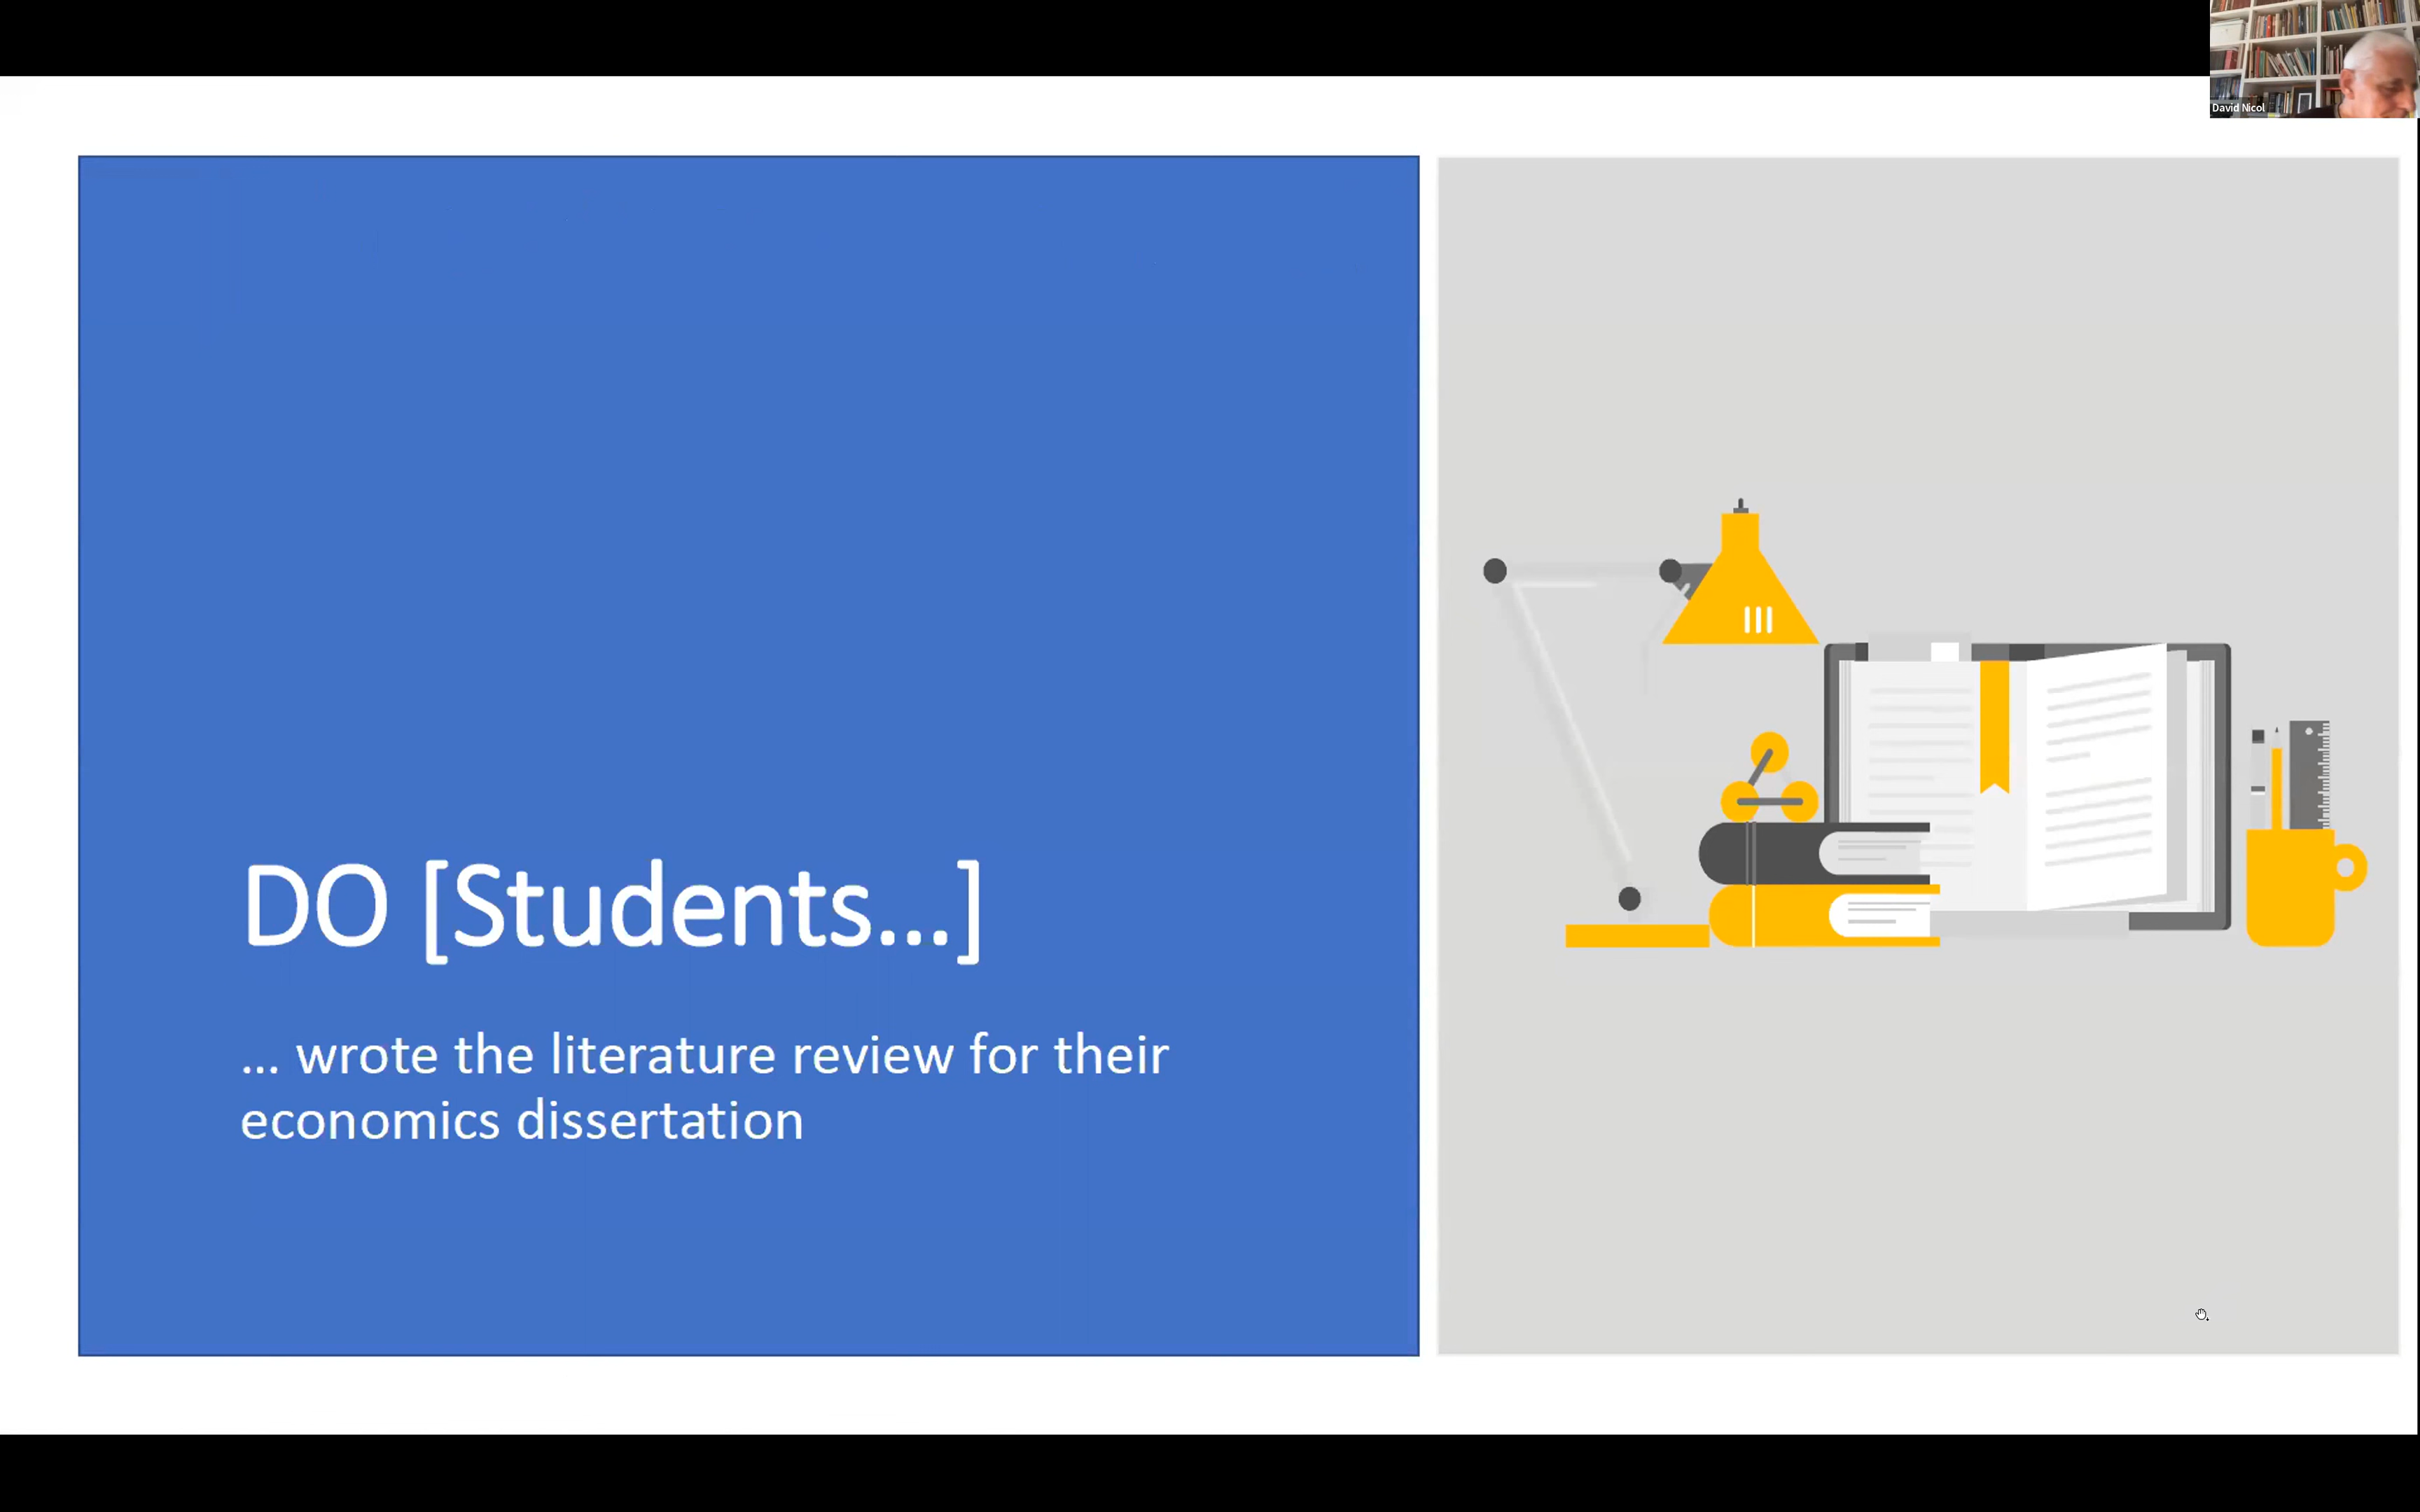 David Nicol
DO [Students...]
... wrote the literature review for their
economics dissertation